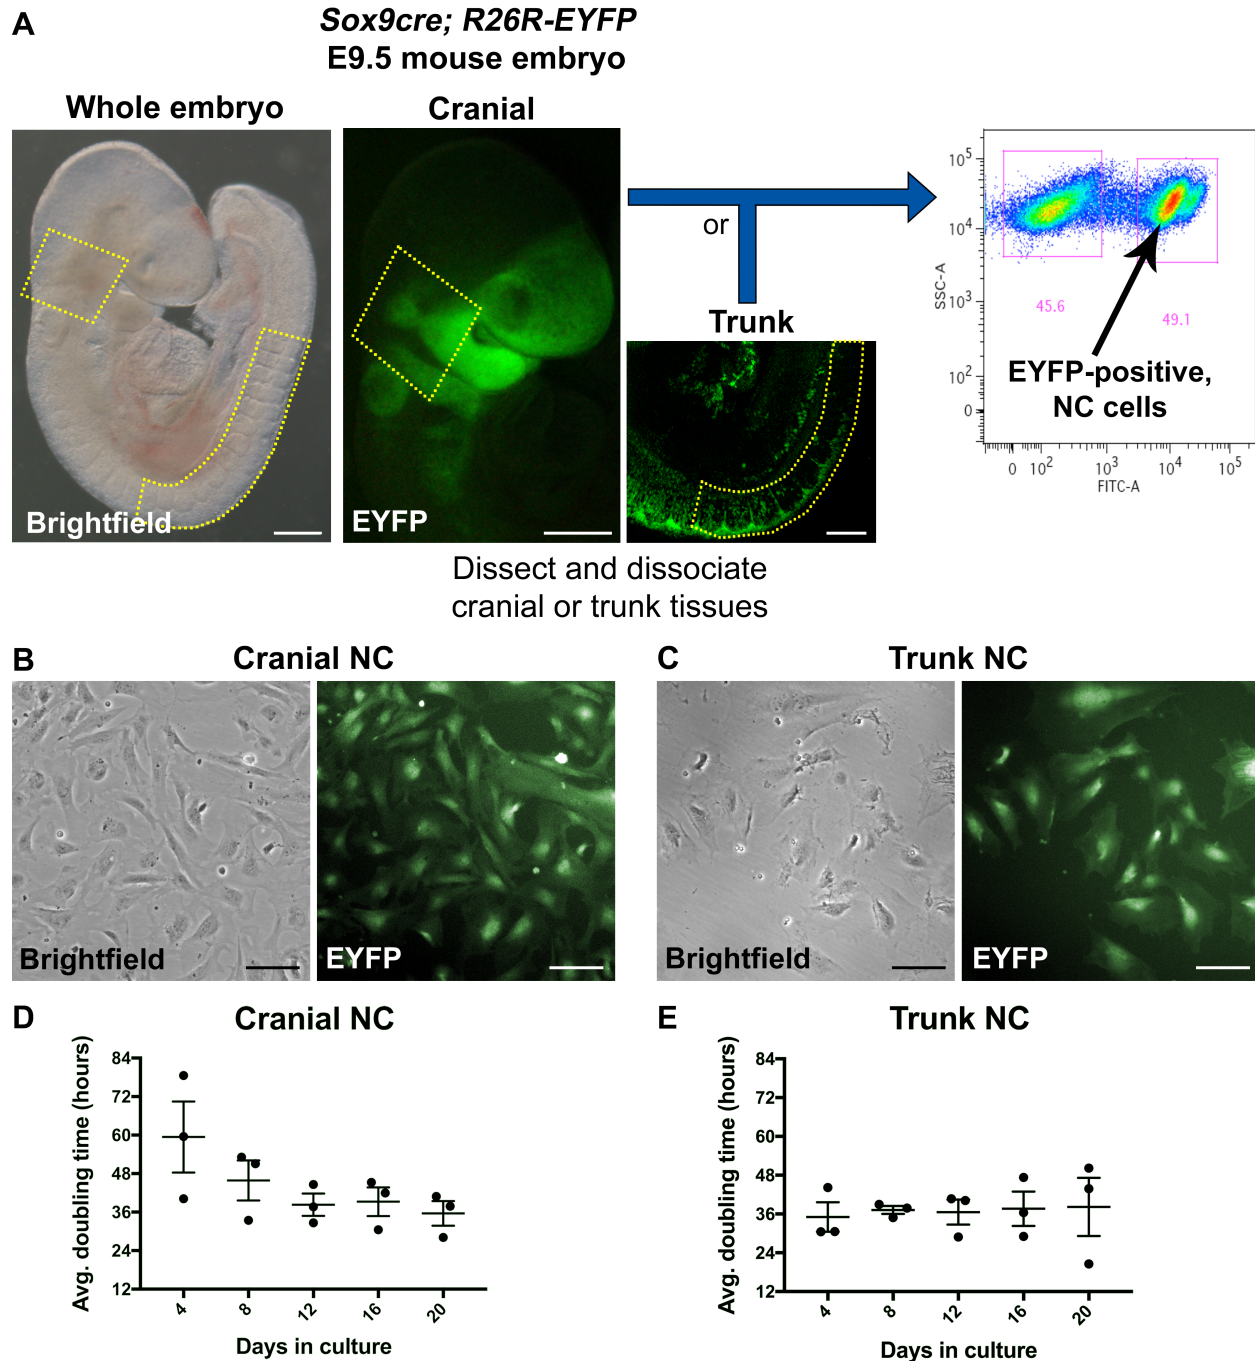 A
Sox9cre; R26R-EYFP
E9.5 mouse embryo
Whole embryo
Cranial
Brightfield
EYFP
or
Trunk
SSC-A
10^5
10^4
10^3
10^2
0
45.6
49.1
EYFP-positive,
NC cells
0 10^2 10^3 10^4 10^5
FITC-A
Dissect and dissociate
cranial or trunk tissues
B
Cranial NC
Brightfield
EYFP
C
Trunk NC
Brightfield
EYFP
D
Cranial NC
Avg. doubling time (hours)
84
72
60
48
36
24
12
4 8 12 16 20
Days in culture
E
Trunk NC
Avg. doubling time (hours)
84
72
60
48
36
24
12
4 8 12 16 20
Days in culture